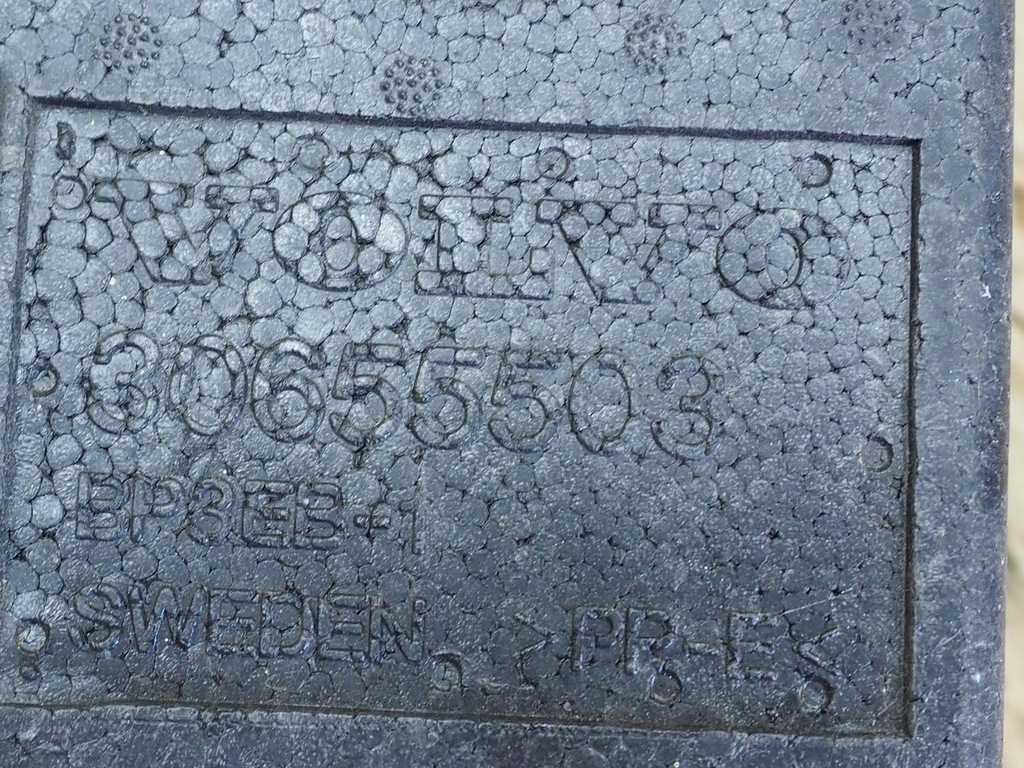 VOLVO
30655503
BP3EB-1
SWEDEN >PP-E<